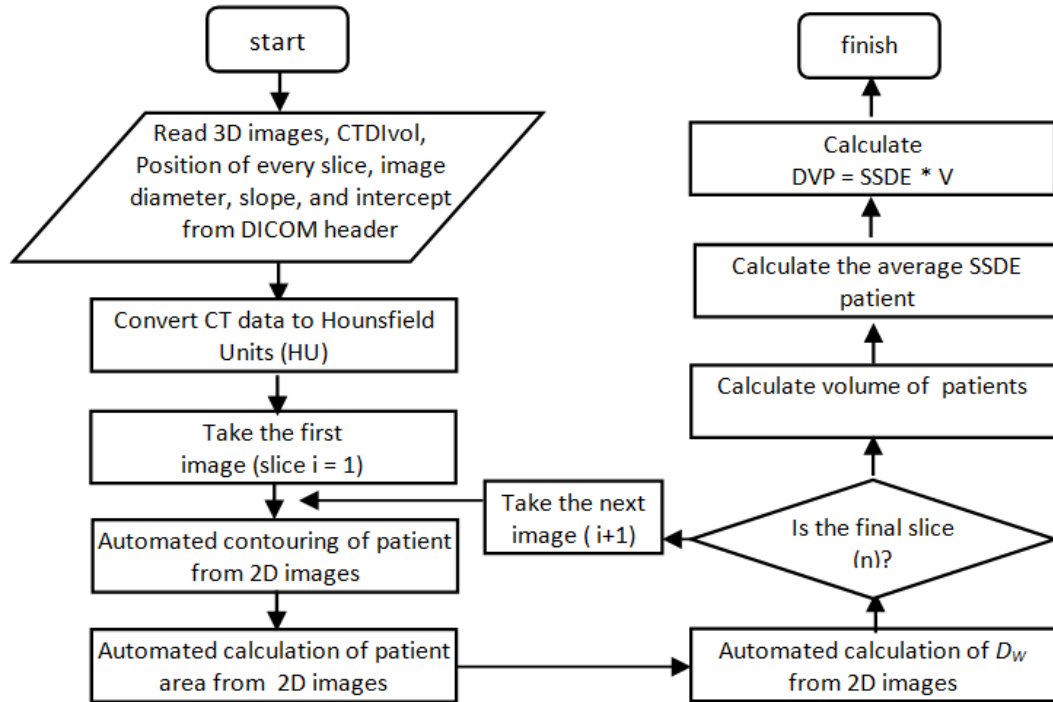 start
Read 3D images, CTDIvol,
Position of every slice, image
diameter, slope, and intercept
from DICOM header
Convert CT data to Hounsfield
Units (HU)
Take the first
image (slice i = 1)
Automated contouring of patient
from 2D images
Automated calculation of patient
area from 2D images
Automated calculation of DW
from 2D images
Is the final slice
(n)?
Take the next
image ( i+1)
Calculate volume of patients
Calculate the average SSDE
patient
Calculate
DVP = SSDE * V
finish